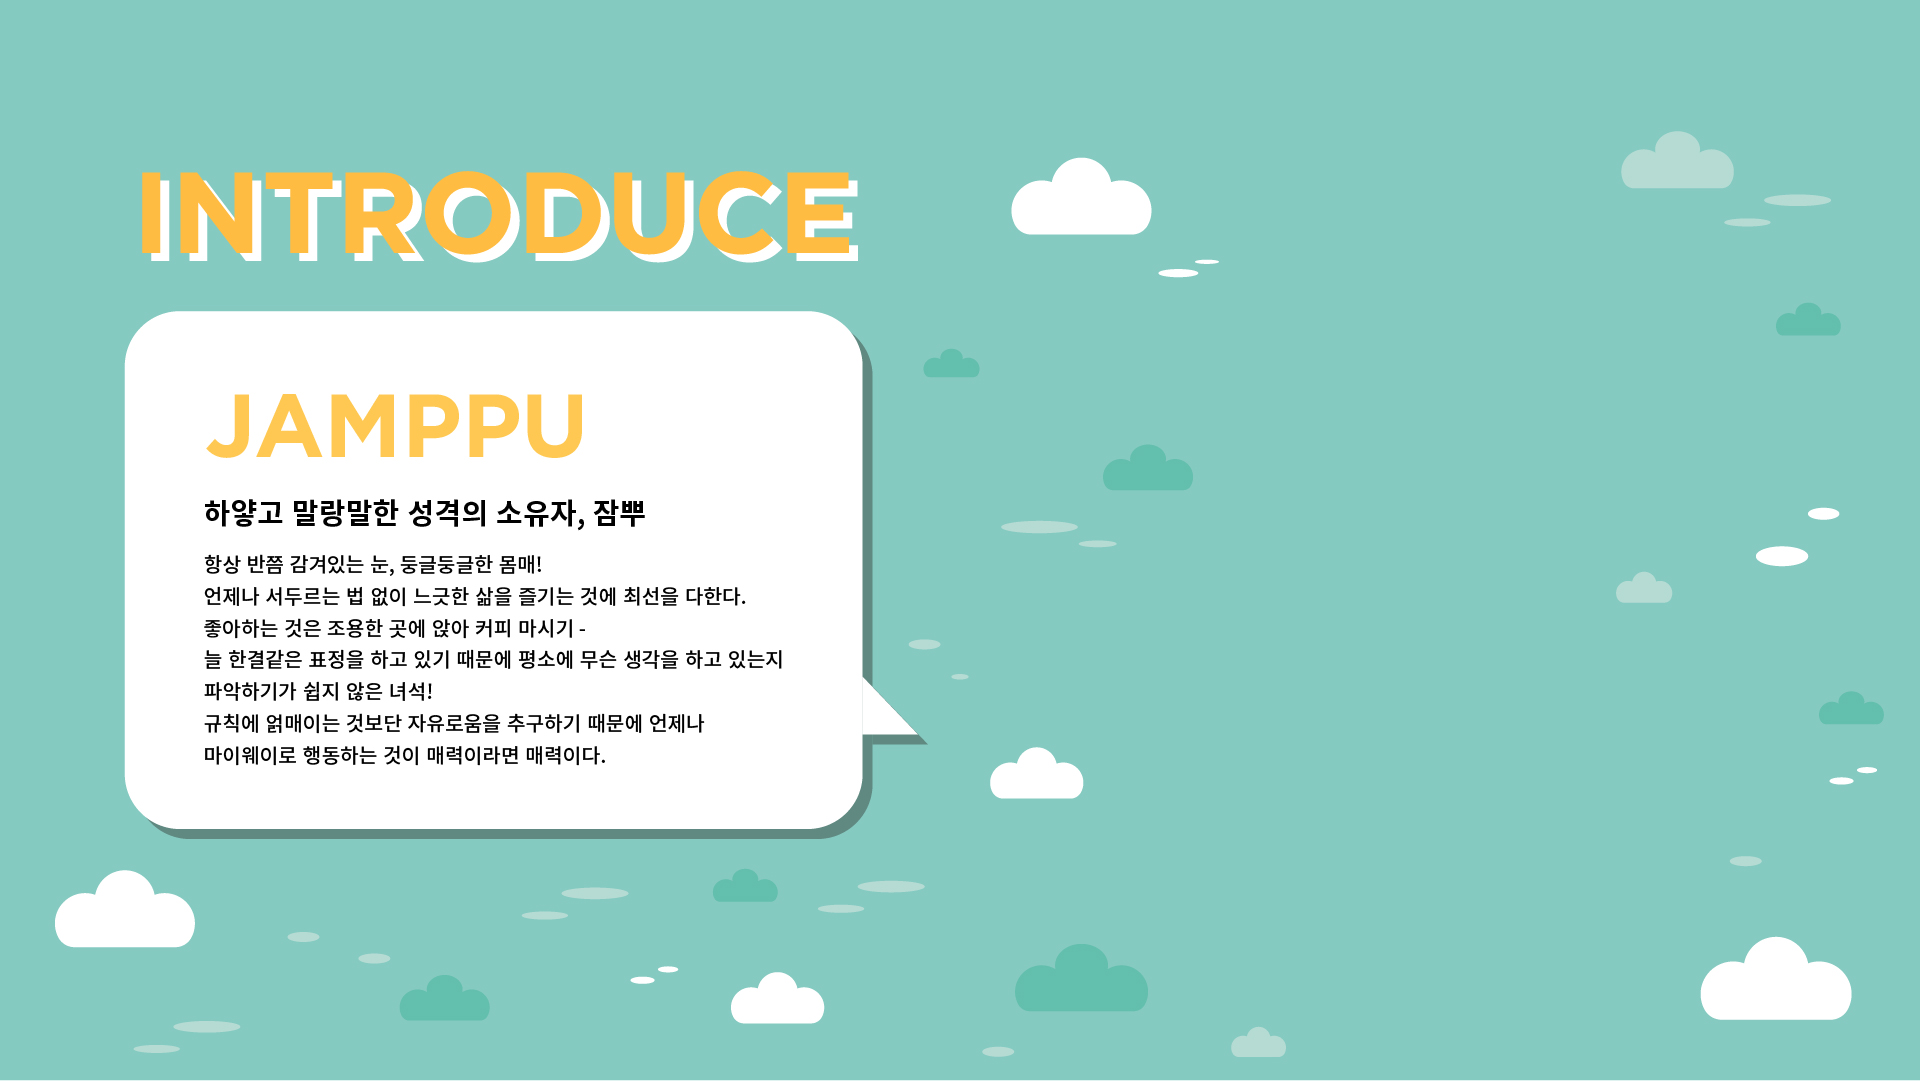 INTRODUCE
JAMPPU
하얗고 말랑말한 성격의 소유자, 잠뿌
항상 반쯤 감겨있는 눈, 둥글둥글한 몸매!
언제나 서두르는 법 없이 느긋한 삶을 즐기는 것에 최선을 다한다.
좋아하는 것은 조용한 곳에 앉아 커피 마시기 -
늘 한결같은 표정을 하고 있기 때문에 평소에 무슨 생각을 하고 있는지
파악하기가 쉽지 않은 녀석!
규칙에 얽매이는 것보단 자유로움을 추구하기 때문에 언제나
마이웨이로 행동하는 것이 매력이라면 매력이다.